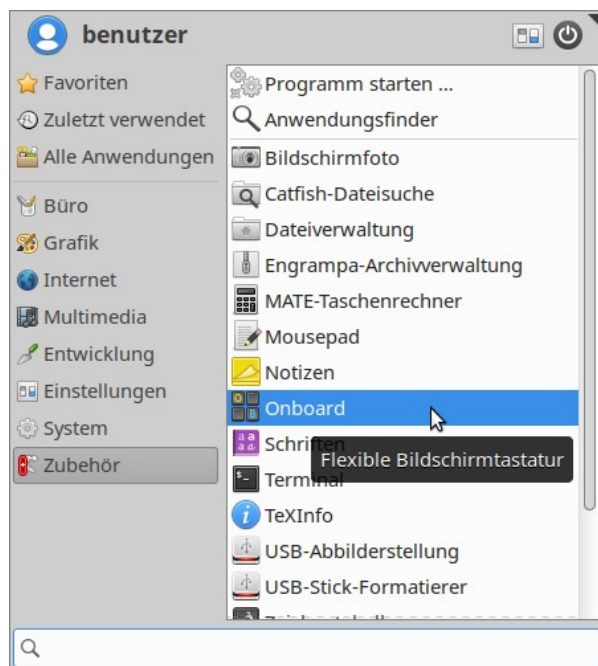 benutzer
Favoriten
Zuletzt verwendet
Alle Anwendungen
Büro
Grafik
Internet
Multimedia
Entwicklung
Einstellungen
System
Zubehör
Programm starten ...
Anwendungsfinder
Bildschirmfoto
Catfish-Dateisuche
Dateiverwaltung
Engrampa-Archivverwaltung
MATE-Taschenrechner
Mousepad
Notizen
Onboard
Schriften
Flexible Bildschirmtastatur
Terminal
TeXInfo
USB-Abbilderstellung
USB-Stick-Formatierer